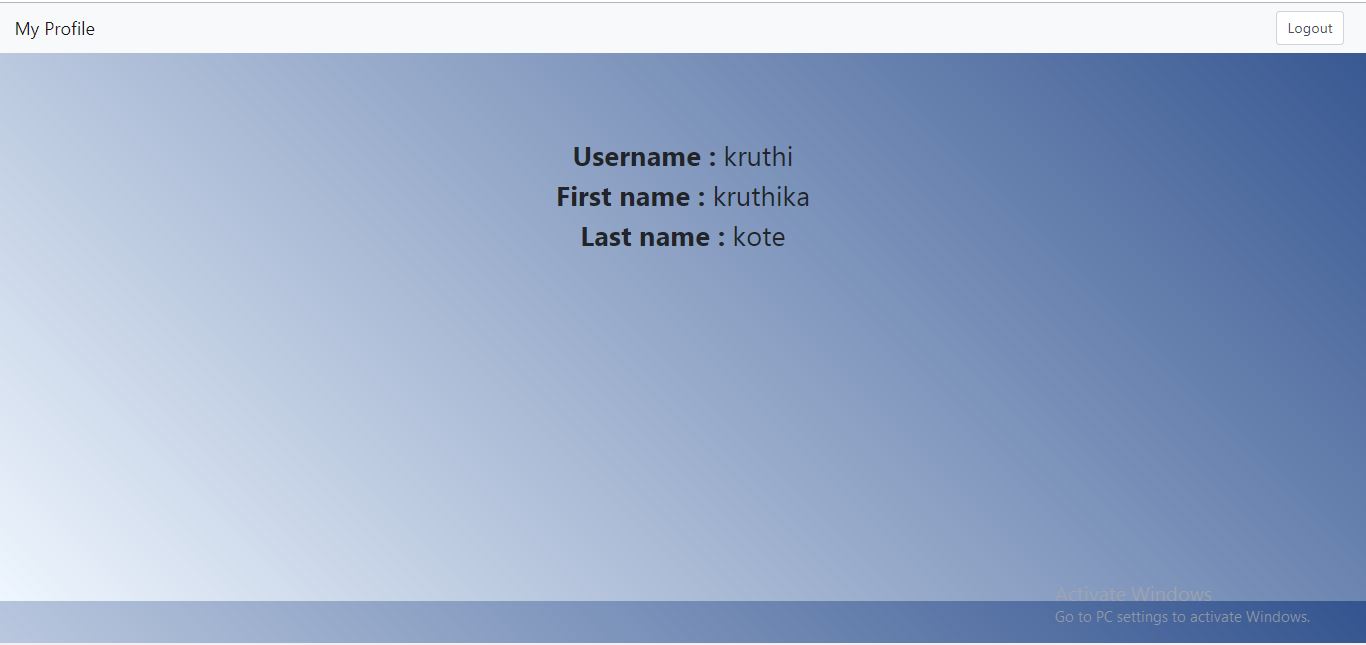 My Profile
Logout
Username : kruthi
First name : kruthika
Last name : kote
Activate Windows
Go to PC settings to activate Windows.